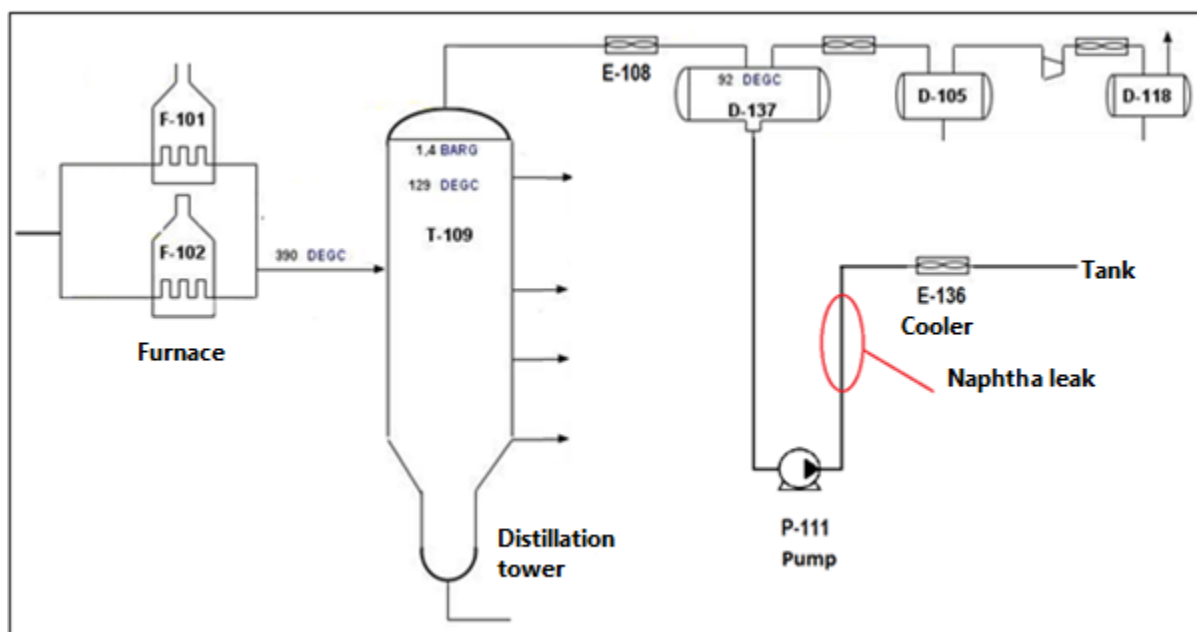 F-101
F-102
Furnace
390 DEGC
1,4 BARG
129 DEGC
T-109
Distillation
tower
E-108
92 DEGC
D-137
D-105
D-118
E-136
Cooler
Tank
Naphtha leak
P-111
Pump